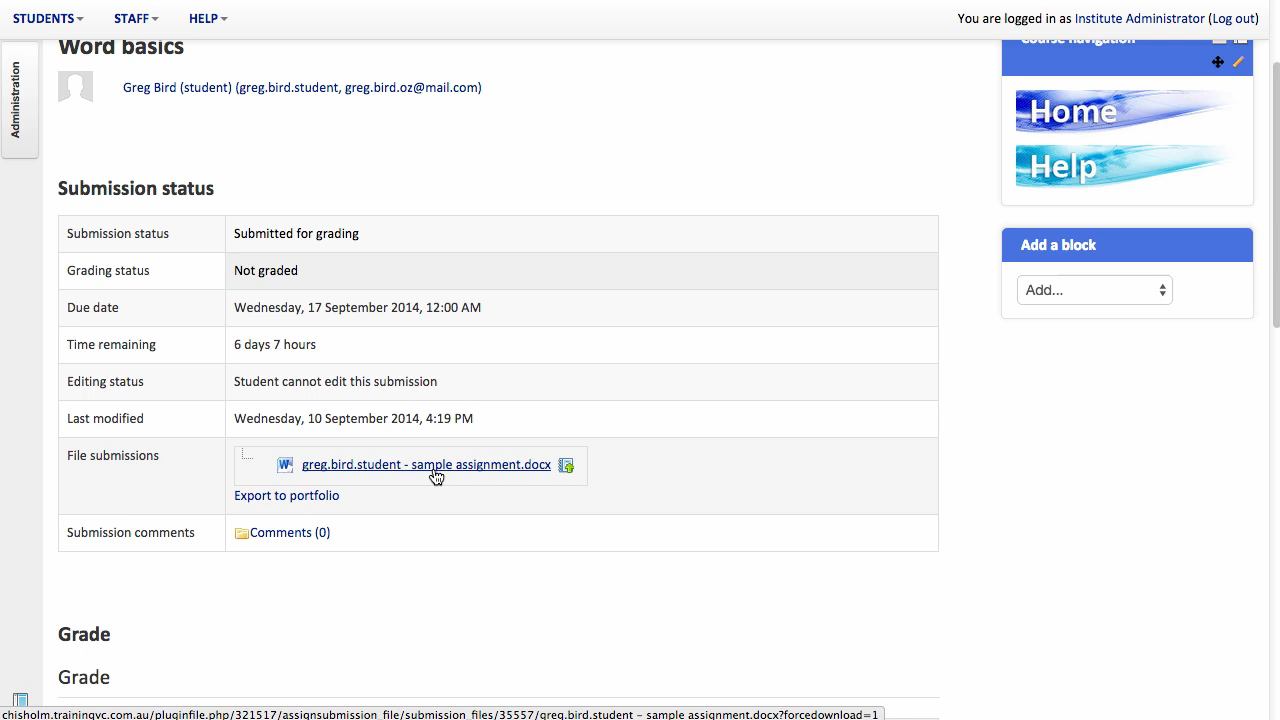 STUDENTS STAFF HELP You are logged in as Institute Administrator (Log out)
Administration
Word basics
Greg Bird (student) (greg.bird.student, greg.bird.oz@mail.com)
Course navigation
Home
Help
Submission status
Submission status Submitted for grading
Grading status Not graded
Due date Wednesday, 17 September 2014, 12:00 AM
Time remaining 6 days 7 hours
Editing status Student cannot edit this submission
Last modified Wednesday, 10 September 2014, 4:19 PM
File submissions greg.bird.student - sample assignment.docx
Export to portfolio
Submission comments Comments (0)
Add a block
Add...
Grade
Grade
chisholm.trainingvc.com.au/pluginfile.php/321517/assignsubmission_file/submission_files/35557/greg.bird.student – sample assignment.docx?forcedownload=1